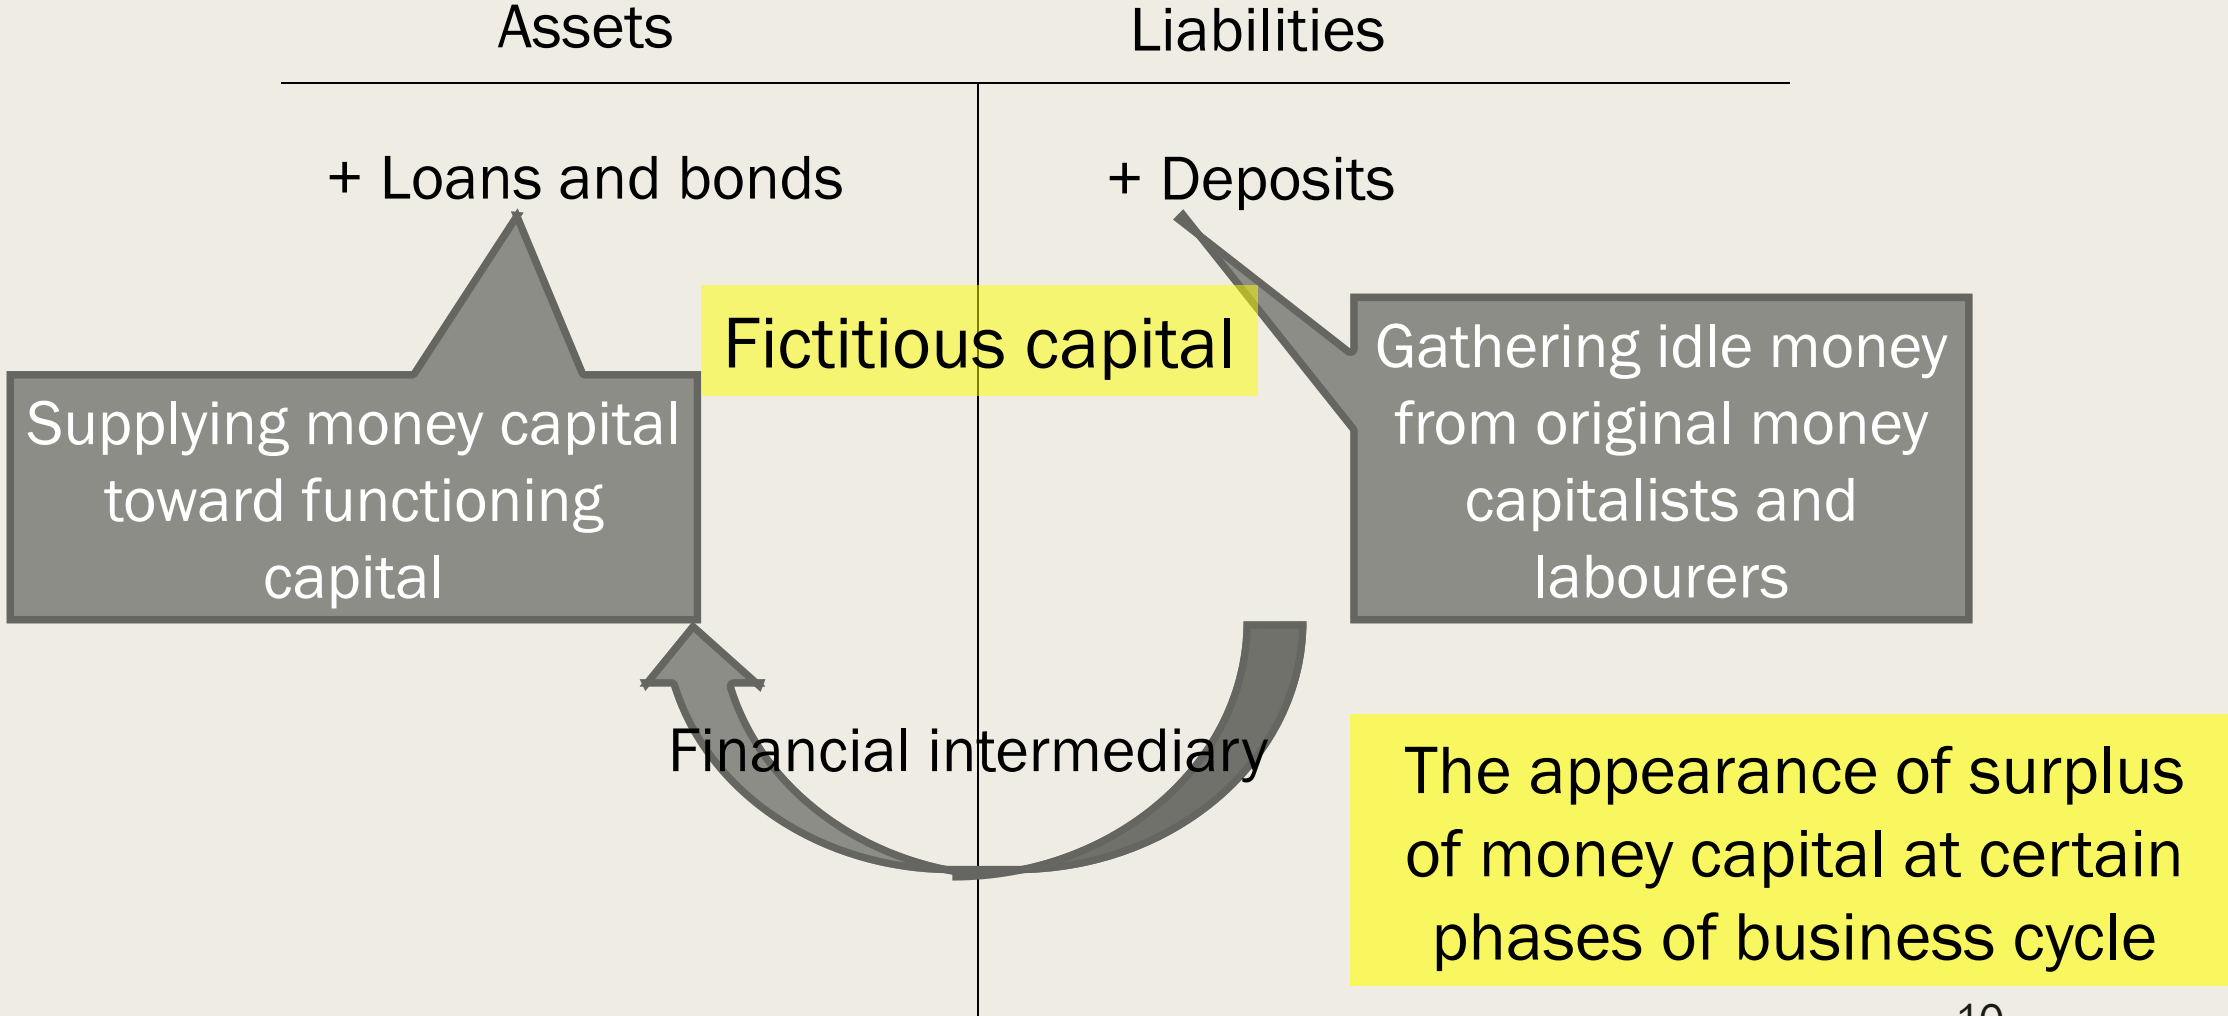 Assets
Liabilities
+ Loans and bonds
+ Deposits
Fictitious capital
Supplying money capital
toward functioning
capital
Gathering idle money
from original money
capitalists and
labourers
Financial intermediary
The appearance of surplus
of money capital at certain
phases of business cycle
10